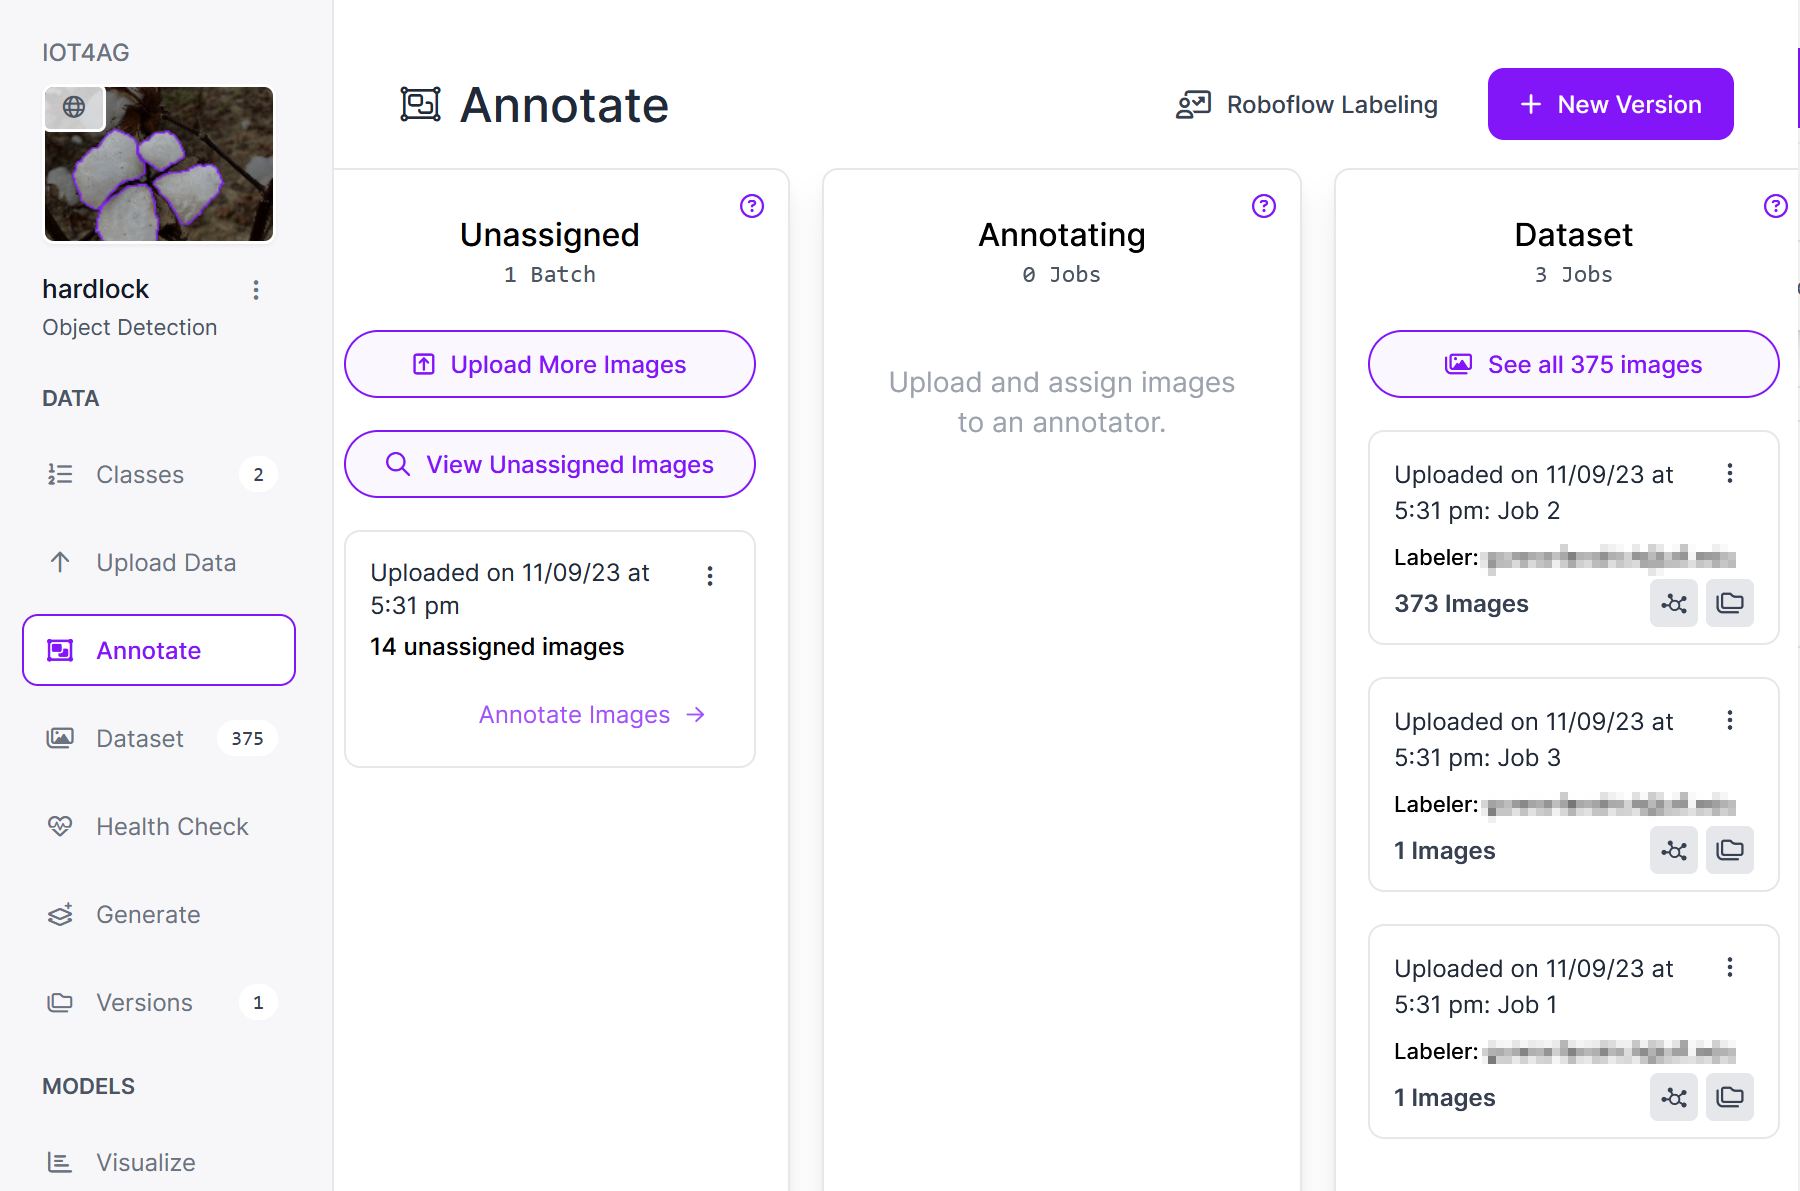 IOT4AG
hardlock
Object Detection
DATA
Classes 2
Upload Data
Annotate
Dataset 375
Health Check
Generate
Versions 1
MODELS
Visualize
Annotate
Roboflow Labeling
+ New Version
Unassigned
1 Batch
Upload More Images
View Unassigned Images
Uploaded on 11/09/23 at
5:31 pm
14 unassigned images
Annotate Images →
Annotating
0 Jobs
Upload and assign images
to an annotator.
Dataset
3 Jobs
See all 375 images
Uploaded on 11/09/23 at
5:31 pm: Job 2
Labeler:
373 Images
Uploaded on 11/09/23 at
5:31 pm: Job 3
Labeler:
1 Images
Uploaded on 11/09/23 at
5:31 pm: Job 1
Labeler:
1 Images